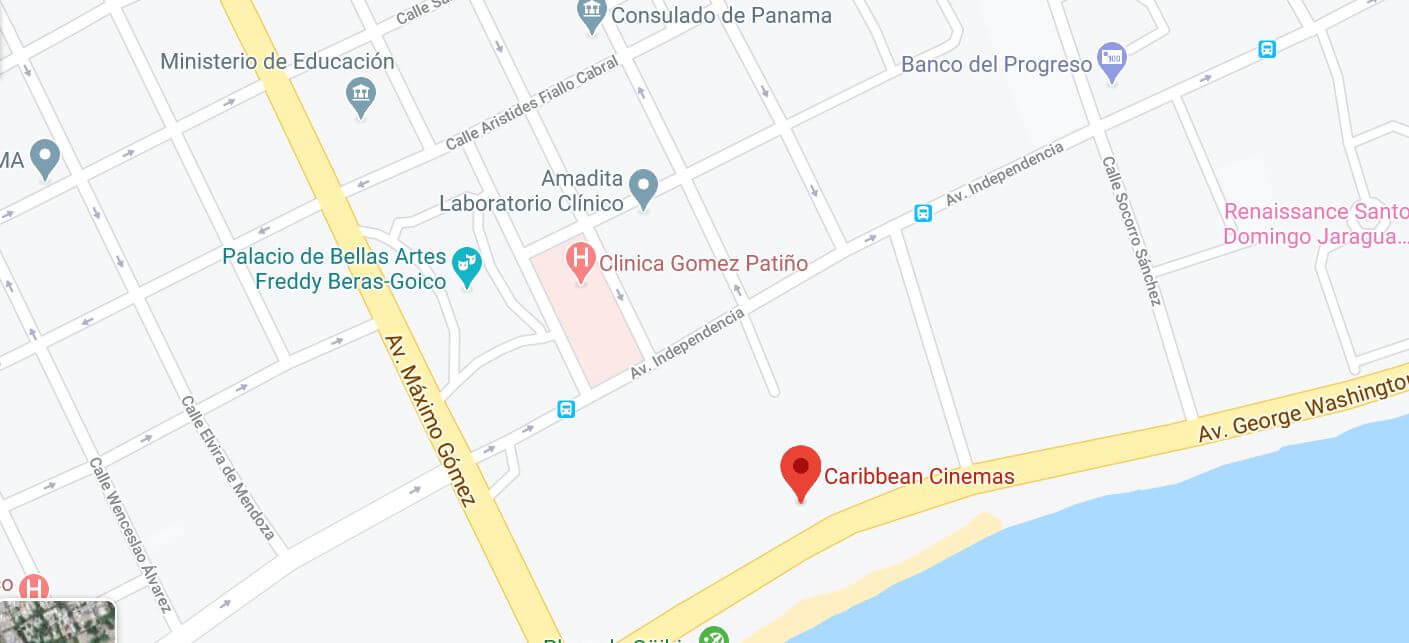 Calle
Consulado de Panama
Ministerio de Educación
Banco del Progreso
100
Calle Aristides Fiallo Cabral
Av. Independencia
MA
Amadita
Laboratorio Clínico
Calle Socorro Sánchez
Renaissance Santo
Domingo Jaragua...
Palacio de Bellas Artes
Freddy Beras-Goico
H
Clinica Gomez Patiño
Av. Independencia
Av. Máximo Gómez
Calle Elvira de Mendoza
Av. George Washington
Calle Wenceslao Álvarez
Caribbean Cinemas
H